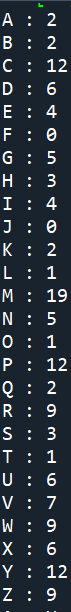 A : 2
B : 2
C : 12
D : 6
E : 4
F : 0
G : 5
H : 3
I : 4
J : 0
K : 2
L : 1
M : 19
N : 5
O : 1
P : 12
Q : 2
R : 9
S : 3
T : 1
U : 6
V : 7
W : 9
X : 6
Y : 12
Z : 9